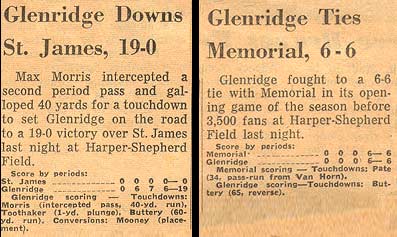 Glenridge Downs
St. James, 19-0
Max Morris intercepted a
second period pass and gal-
loped 40 yards for a touchdown
to set Glenridge on the road
to a 19-0 victory over St. James
last night at Harper-Shepherd
Field.
Score by periods:
St. James 0 0 0 0— 0
Glenridge 0 6 7 6—19
Glenridge scoring — Touchdowns:
Morris (intercepted pass, 40-yd. run),
Toothaker (1-yd. plunge), Buttery (60-
yd. run). Conversions: Mooney (place-
ment).
Glenridge Ties
Memorial, 6-6
Glenridge fought to a 6-6
tie with Memorial in its open-
ing game of the season before
3,500 fans at Harper-Shepherd
Field last night.
Score by periods:
Memorial 0 0 0 6— 6
Glenridge 0 0 0 6— 6
Memorial scoring — Touchdowns: Pate
(34, pass-run from Van Horn).
Glenridge scoring—Touchdowns: But-
tery (65, reverse).